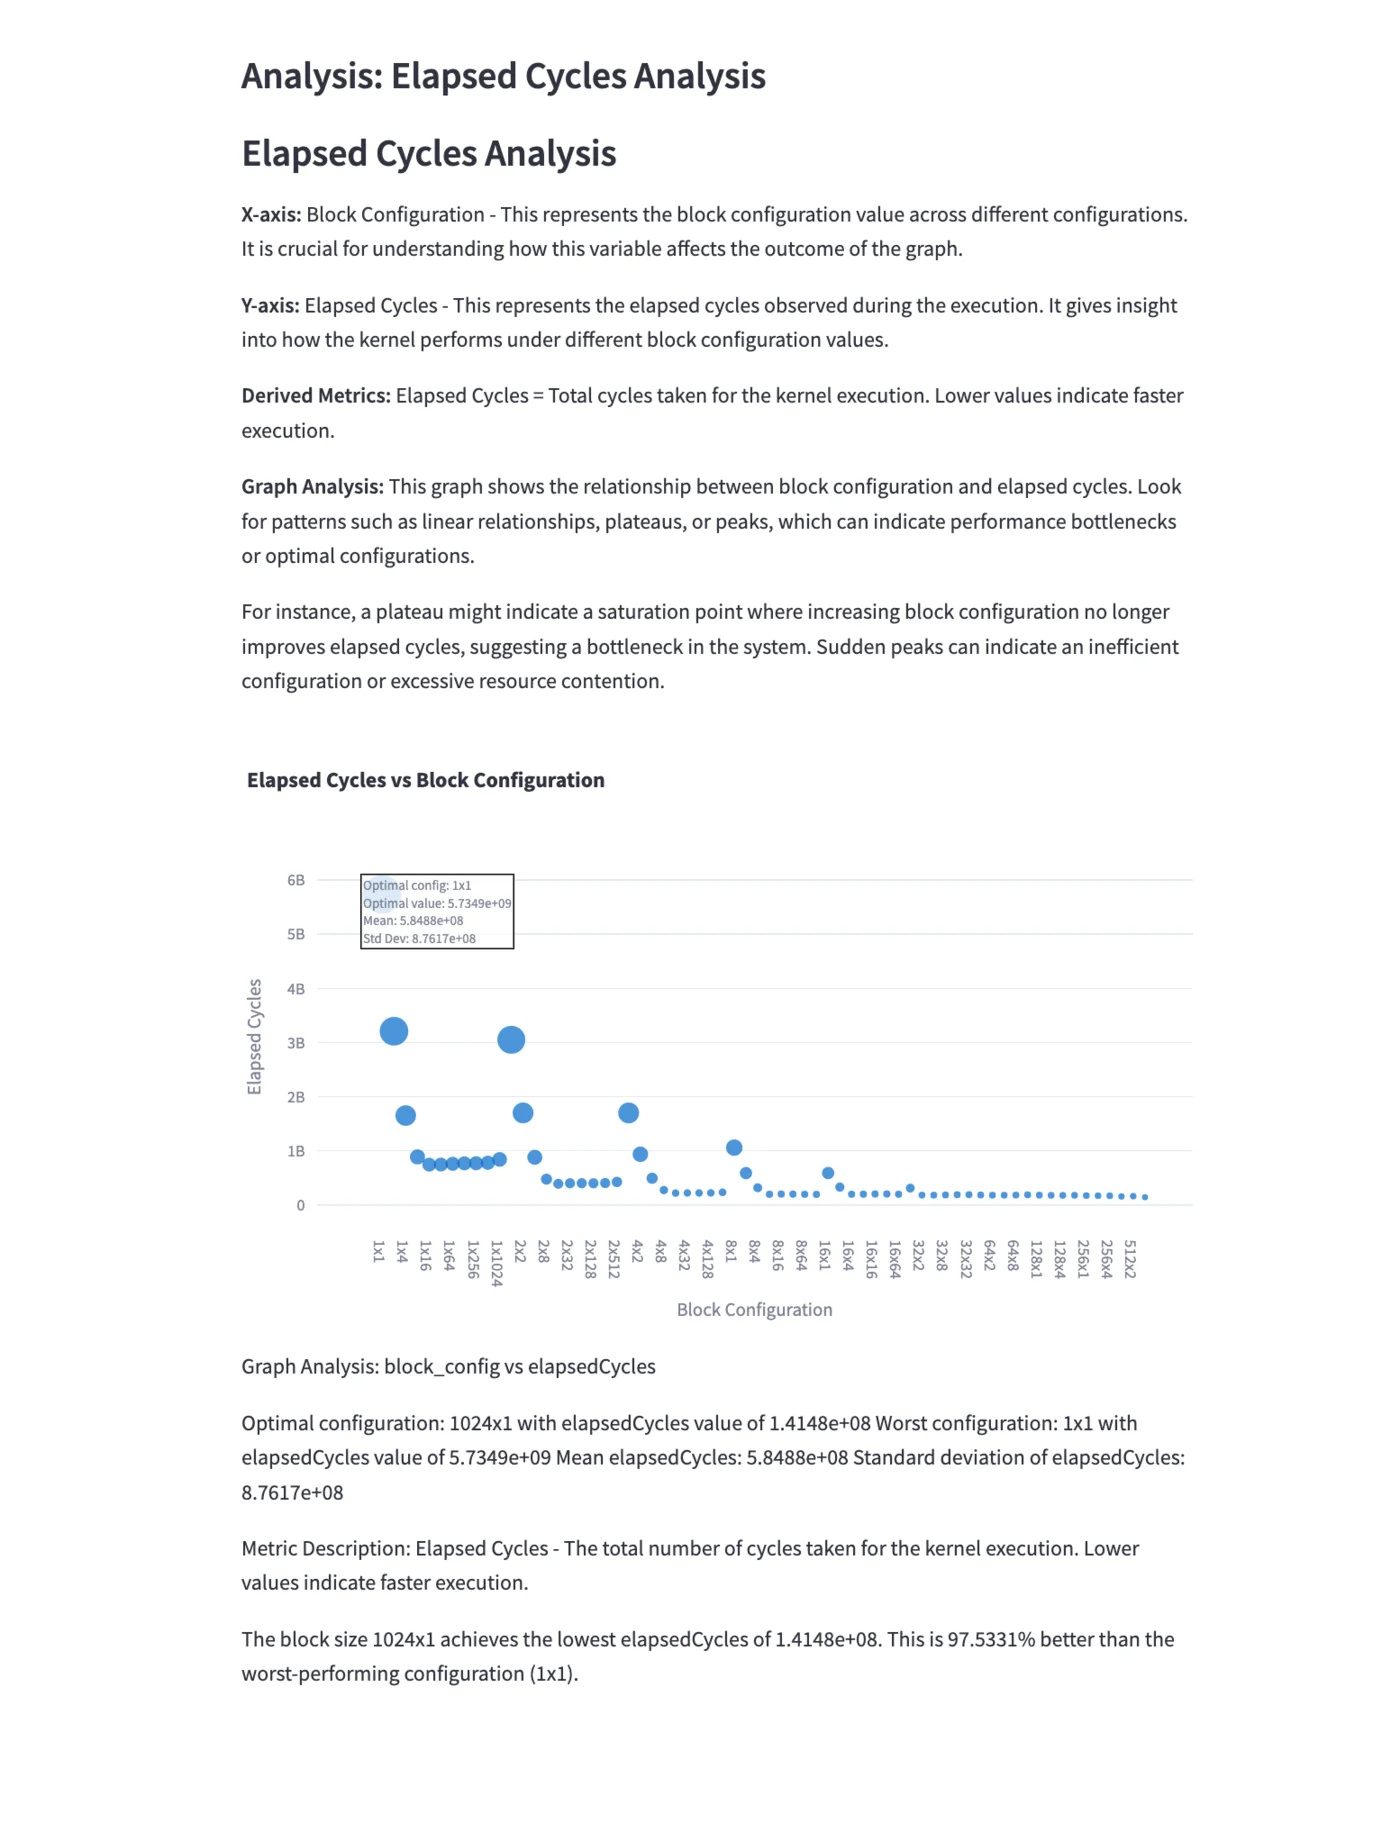 Analysis: Elapsed Cycles Analysis
Elapsed Cycles Analysis
X-axis: Block Configuration - This represents the block configuration value across different configurations.
It is crucial for understanding how this variable affects the outcome of the graph.
Y-axis: Elapsed Cycles - This represents the elapsed cycles observed during the execution. It gives insight
into how the kernel performs under different block configuration values.
Derived Metrics: Elapsed Cycles = Total cycles taken for the kernel execution. Lower values indicate faster
execution.
Graph Analysis: This graph shows the relationship between block configuration and elapsed cycles. Look
for patterns such as linear relationships, plateaus, or peaks, which can indicate performance bottlenecks
or optimal configurations.
For instance, a plateau might indicate a saturation point where increasing block configuration no longer
improves elapsed cycles, suggesting a bottleneck in the system. Sudden peaks can indicate an inefficient
configuration or excessive resource contention.
Elapsed Cycles vs Block Configuration
6B
Optimal config: 1x1
Optimal value: 5.7349e+09
Mean: 5.8488e+08
Std Dev: 8.7617e+08
5B
4B
3B
2B
1B
0
Elapsed Cycles
1x1
1x4
1x16
1x64
1x256
1x1024
2x2
2x8
2x32
2x128
2x512
4x2
4x8
4x32
4x128
8x1
8x4
8x16
8x64
16x1
16x4
16x16
16x64
32x2
32x8
32x32
64x2
64x8
128x1
128x4
256x1
256x4
512x2
Block Configuration
Graph Analysis: block_config vs elapsedCycles
Optimal configuration: 1024x1 with elapsedCycles value of 1.4148e+08 Worst configuration: 1x1 with
elapsedCycles value of 5.7349e+09 Mean elapsedCycles: 5.8488e+08 Standard deviation of elapsedCycles:
8.7617e+08
Metric Description: Elapsed Cycles - The total number of cycles taken for the kernel execution. Lower
values indicate faster execution.
The block size 1024x1 achieves the lowest elapsedCycles of 1.4148e+08. This is 97.5331% better than the
worst-performing configuration (1x1).